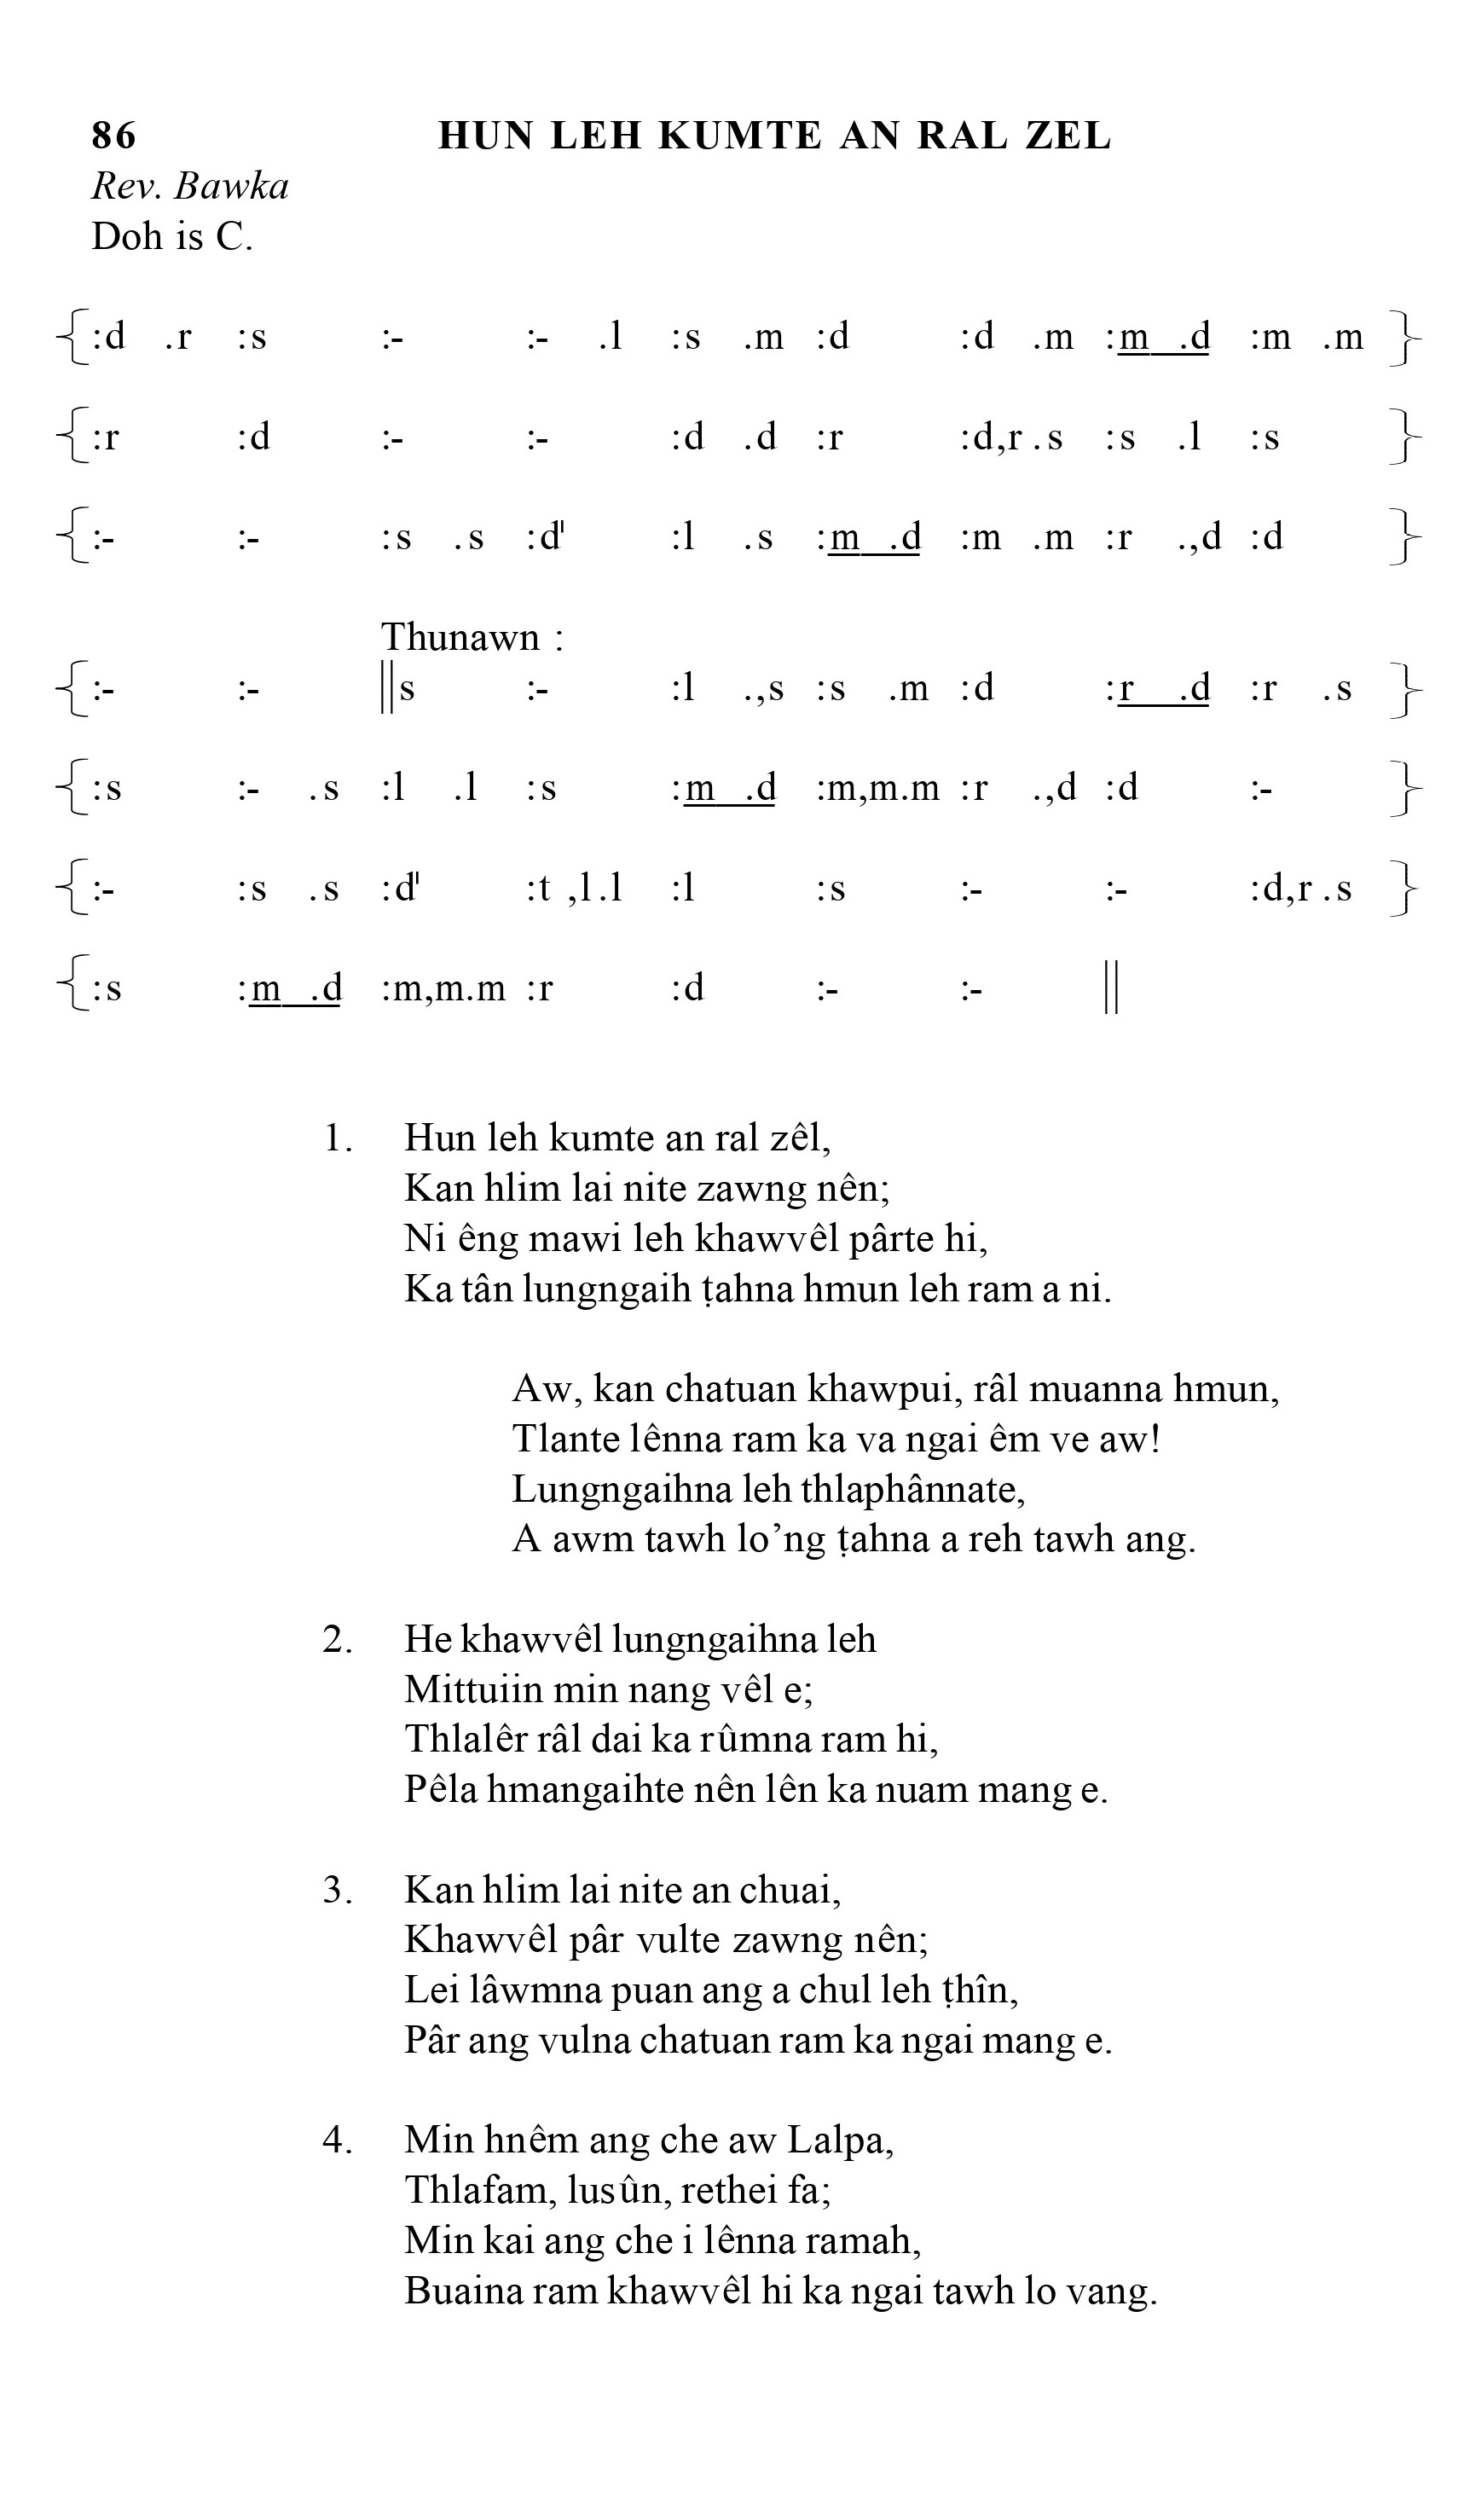 86 HUN LEH KUMTE AN RAL ZEL
Rev. Bawka
Doh is C.
{:d .r :s :- :- .l :s .m :d :d .m :m .d :m .m }
{:r :d :- :- :d .d :r :d,r .s :s .l :s }
{:- :- :s .s :d' :l .s :m .d :m .m :r .,d :d }
Thunawn :
{:- :- ||s :- :l .,s :s .m :d :r .d :r .s }
{:s :- .s :l .l :s :m .d :m,m.m :r .,d :d :- }
{:- :s .s :d' :t ,l.l :l :s :- :- :d,r .s }
{:s :m .d :m,m.m :r :d :- :- ||
1. Hun leh kumte an ral zêl,
Kan hlim lai nite zawng nên;
Ni êng mawi leh khawvêl pârte hi,
Ka tân lungngaih ṭahna hmun leh ram a ni.
Aw, kan chatuan khawpui, râl muanna hmun,
Tlante lênna ram ka va ngai êm ve aw!
Lungngaihna leh thlaphânnate,
A awm tawh lo’ng ṭahna a reh tawh ang.
2. He khawvêl lungngaihna leh
Mittuiin min nang vêl e;
Thlalêr râl dai ka rûmna ram hi,
Pêla hmangaihte nên lên ka nuam mang e.
3. Kan hlim lai nite an chuai,
Khawvêl pâr vulte zawng nên;
Lei lâwmna puan ang a chul leh ṭhîn,
Pâr ang vulna chatuan ram ka ngai mang e.
4. Min hnêm ang che aw Lalpa,
Thlafam, lusûn, rethei fa;
Min kai ang che i lênna ramah,
Buaina ram khawvêl hi ka ngai tawh lo vang.